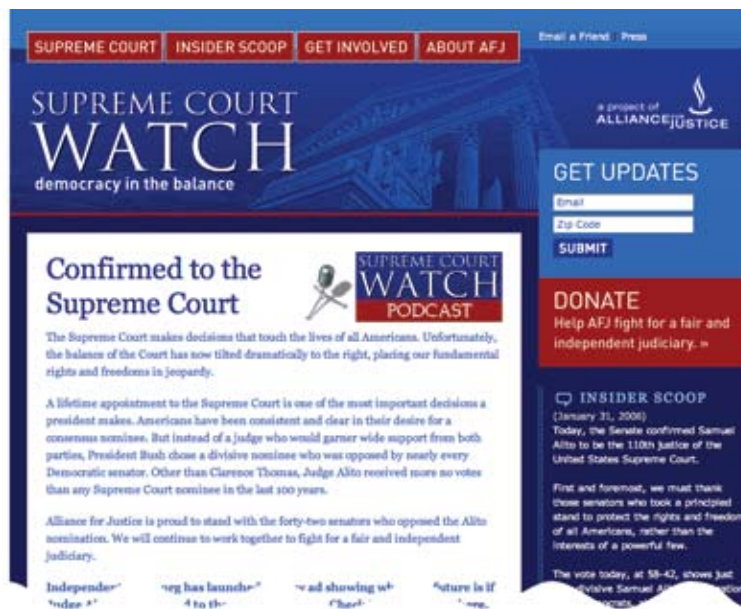 SUPREME COURT INSIDER SCOOP GET INVOLVED ABOUT AFJ
Email a Friend Press
SUPREME COURT
WATCH
democracy in the balance
a project of
ALLIANCE FOR JUSTICE
GET UPDATES
Email
Zip Code
SUBMIT
DONATE
Help AFJ fight for a fair and
independent judiciary. »
Confirmed to the
Supreme Court
SUPREME COURT
WATCH
PODCAST
The Supreme Court makes decisions that touch the lives of all Americans. Unfortunately,
the balance of the Court has now tilted dramatically to the right, placing our fundamental
rights and freedoms in jeopardy.
A lifetime appointment to the Supreme Court is one of the most important decisions a
president makes. Americans have been consistent and clear in their desire for a
consensus nominee. But instead of a judge who would garner wide support from both
parties, President Bush chose a divisive nominee who was opposed by nearly every
Democratic senator. Other than Clarence Thomas, Judge Alito received more no votes
than any Supreme Court nominee in the last 100 years.
Alliance for Justice is proud to stand with the forty-two senators who opposed the Alito
nomination. We will continue to work together to fight for a fair and independent
judiciary.
has launched ad showing future is if
INSIDER SCOOP
(January 31, 2006)
Today, the Senate confirmed Samuel
Alito to be the 110th justice of the
United States Supreme Court.
First and foremost, we must thank
those senators who took a principled
stand to protect the rights and freedom
of all Americans, rather than the
interests of a powerful few.
The vote today, at 58-42, shows just
divisive Samuel